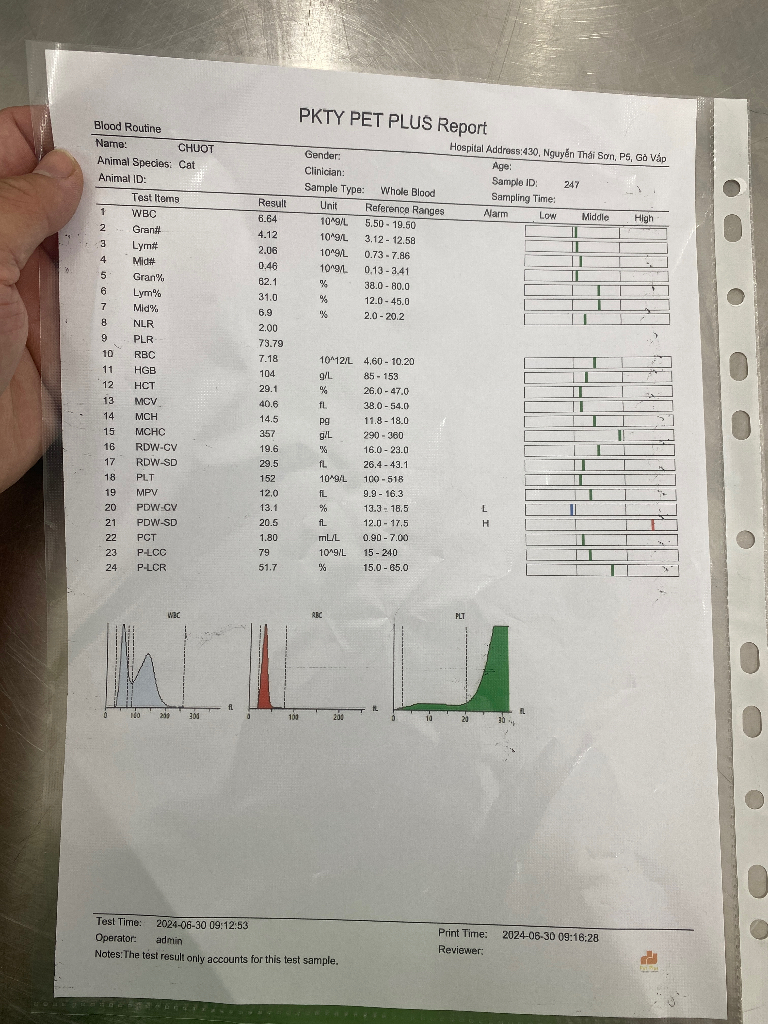 PKTY PET PLUS Report
Blood Routine
Hospital Address:430, Nguyễn Thái Sơn, P5, Gò Vấp
Name: CHUOT Gender: Age:
Animal Species: Cat Clinician: Sample ID: 247
Animal ID: Sample Type: Whole Blood Sampling Time:
Test Items Result Unit Reference Ranges Alarm Low Middle High
1 WBC 6.64 10^9/L 5.50 - 19.50
2 Gran# 4.12 10^9/L 3.12 - 12.58
3 Lym# 2.06 10^9/L 0.73 - 7.86
4 Mid# 0.46 10^9/L 0.13 - 3.41
5 Gran% 62.1 % 38.0 - 80.0
6 Lym% 31.0 % 12.0 - 45.0
7 Mid% 6.9 % 2.0 - 20.2
8 NLR 2.00
9 PLR 73.79
10 RBC 7.18 10^12/L 4.60 - 10.20
11 HGB 104 g/L 85 - 153
12 HCT 29.1 % 26.0 - 47.0
13 MCV 40.6 fL 38.0 - 54.0
14 MCH 14.5 pg 11.8 - 18.0
15 MCHC 357 g/L 290 - 360
16 RDW-CV 19.6 % 16.0 - 23.0
17 RDW-SD 29.5 fL 26.4 - 43.1
18 PLT 152 10^9/L 100 - 518
19 MPV 12.0 fL 9.9 - 16.3
20 PDW-CV 13.1 % 13.3 - 18.5 L
21 PDW-SD 20.5 fL 12.0 - 17.5 H
22 PCT 1.80 mL/L 0.90 - 7.00
23 P-LCC 79 10^9/L 15 - 240
24 P-LCR 51.7 % 15.0 - 65.0
WBC RBC PLT
0 100 200 300 fL 0 100 200 fL 0 10 20 30 fL
Test Time: 2024-06-30 09:12:53 Print Time: 2024-06-30 09:16:28
Operator: admin Reviewer:
Notes:The test result only accounts for this test sample.